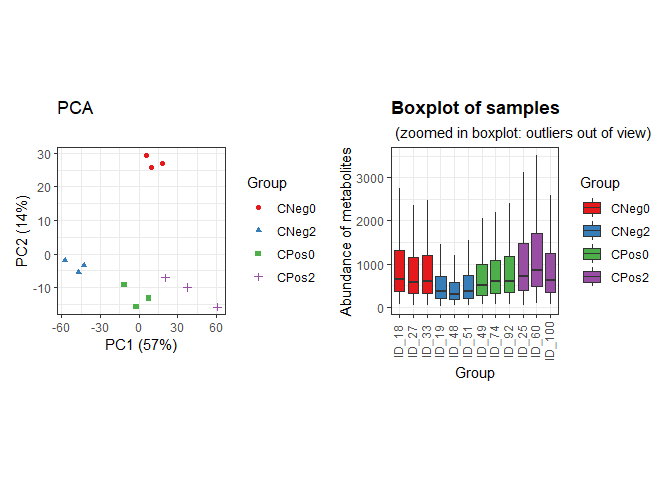 PCA
30
20
10
0
-10
-60
-30
0
30
60
PC2 (14%)
PC1 (57%)
Group
CNeg0
CNeg2
CPos0
CPos2
Boxplot of samples
(zoomed in boxplot: outliers out of view)
Abundance of metabolites
3000
2000
1000
0
ID_18
ID_27
ID_33
ID_19
ID_48
ID_51
ID_49
ID_74
ID_92
ID_25
ID_60
ID_100
Group
Group
CNeg0
CNeg2
CPos0
CPos2